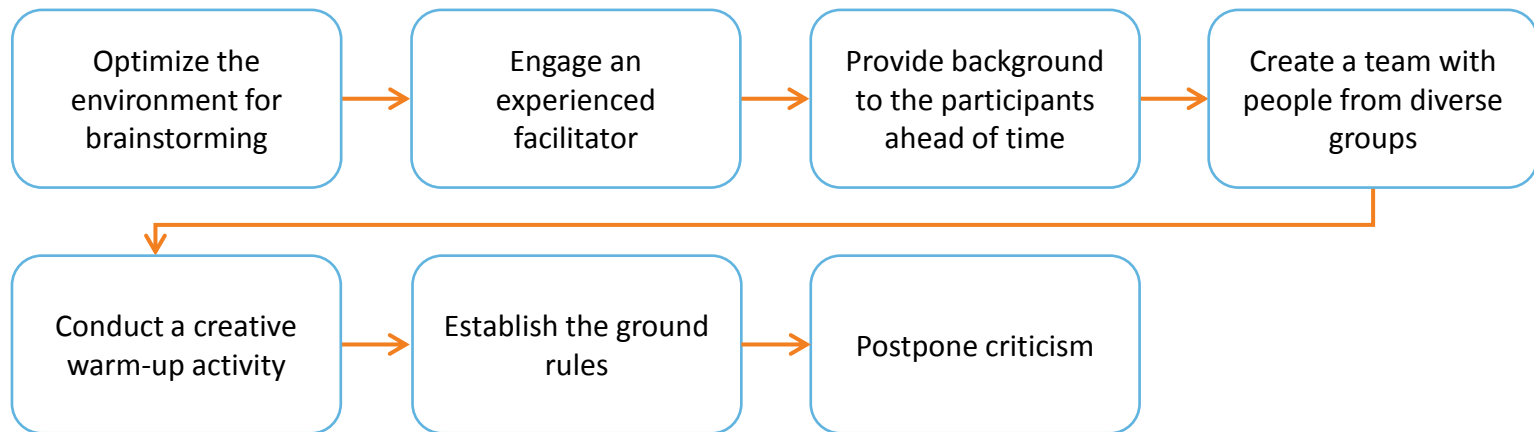 Optimize the
environment for
brainstorming
Engage an
experienced
facilitator
Provide background
to the participants
ahead of time
Create a team with
people from diverse
groups
Conduct a creative
warm-up activity
Establish the ground
rules
Postpone criticism